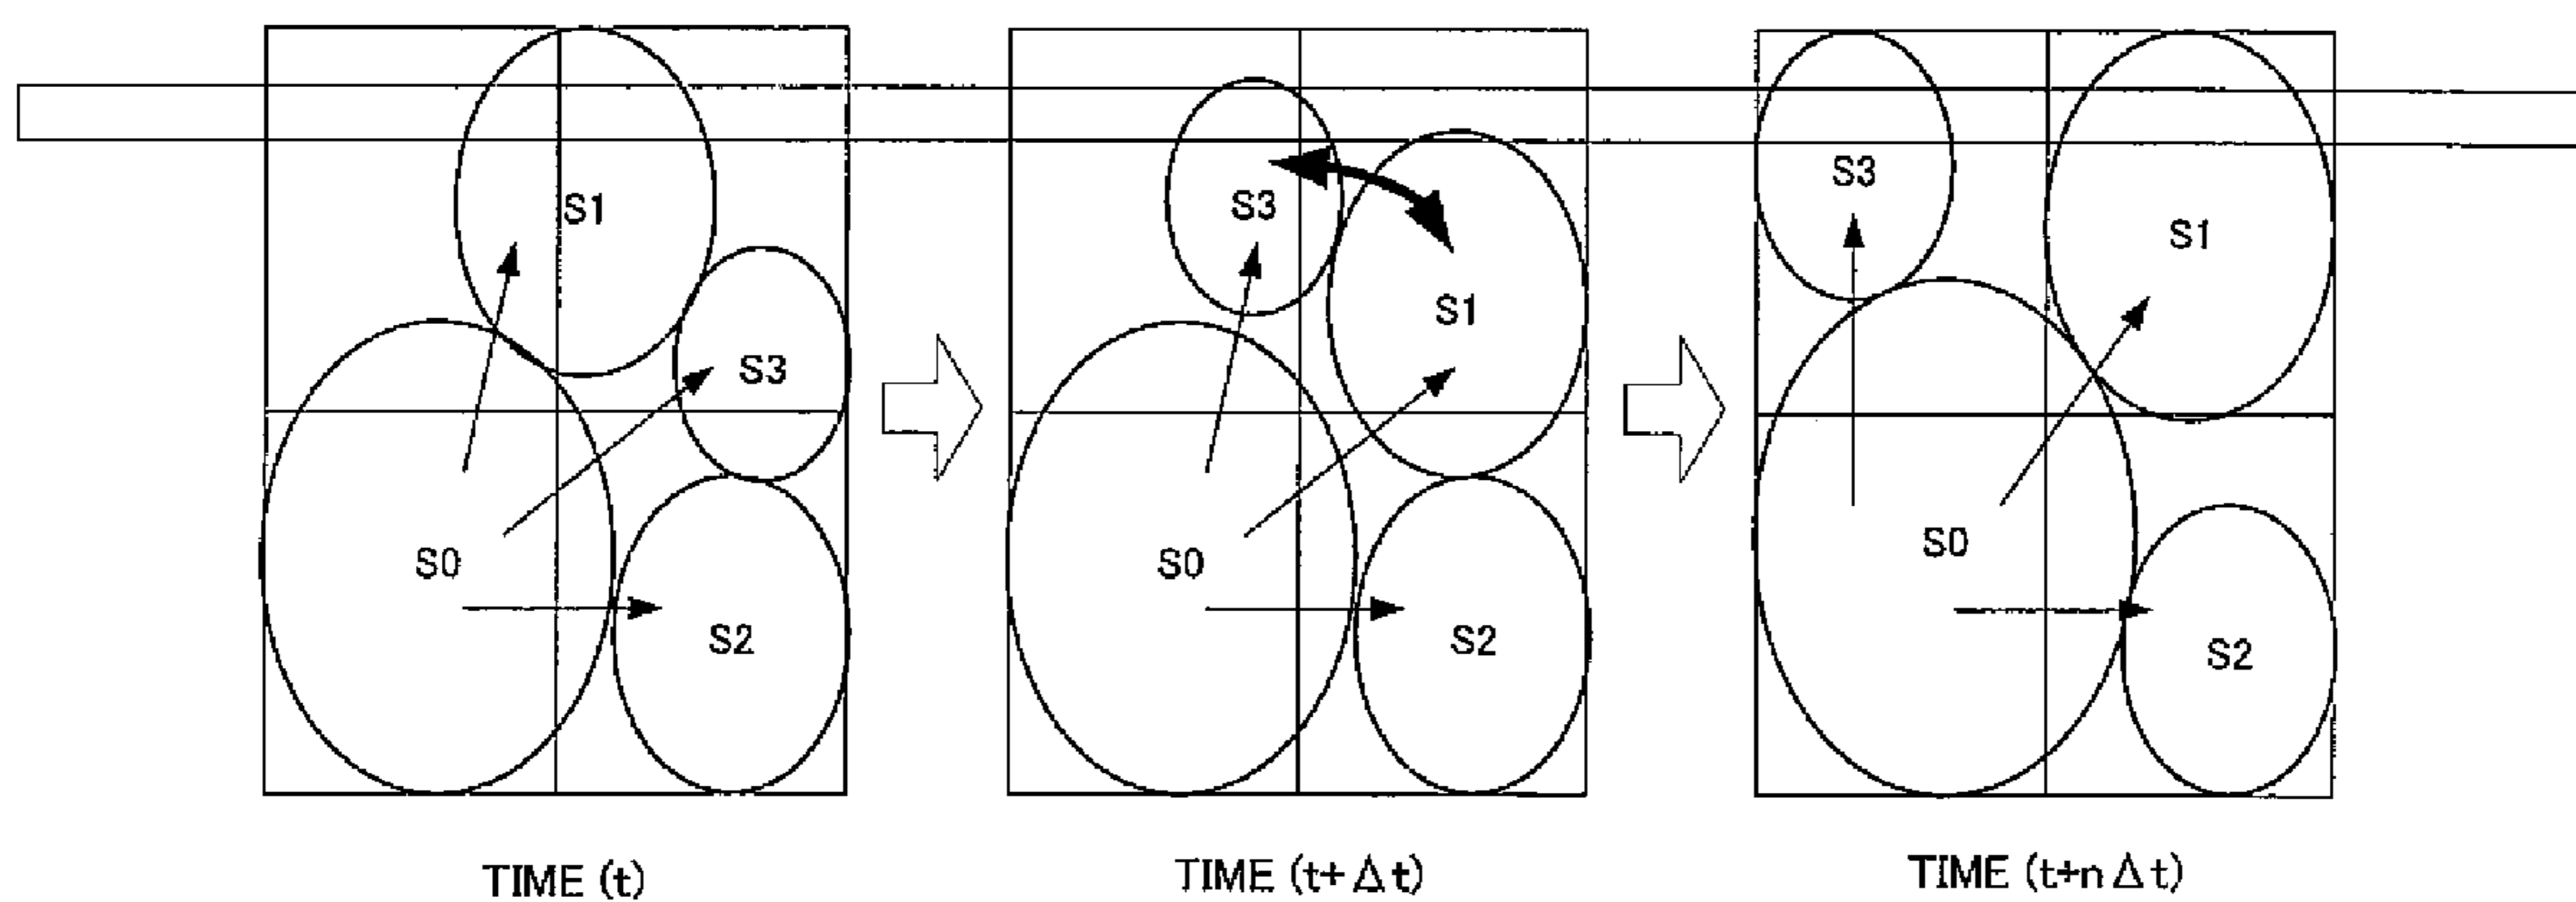 S1
S3
S0
S2
TIME (t)
S3
S1
S0
S2
TIME (t+Δt)
S3
S1
S0
S2
TIME (t+nΔt)